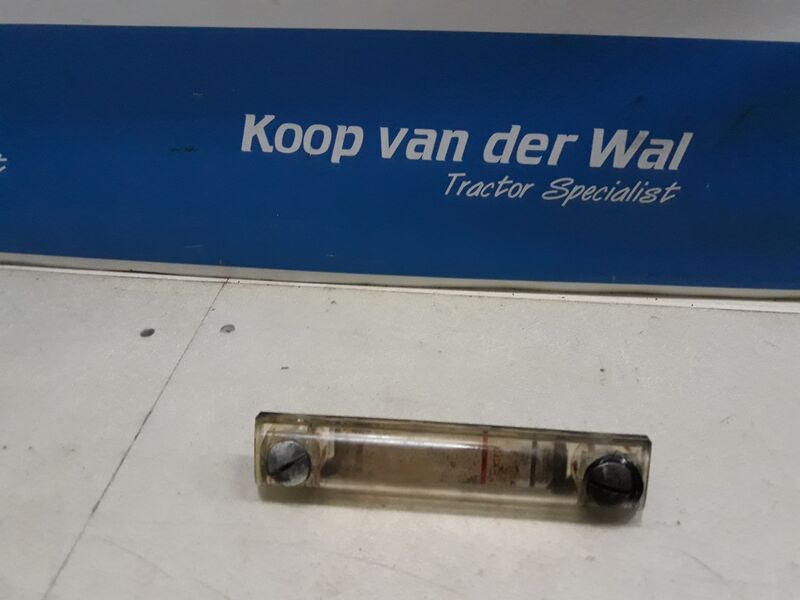 Koop van der Wal
Tractor Specialist